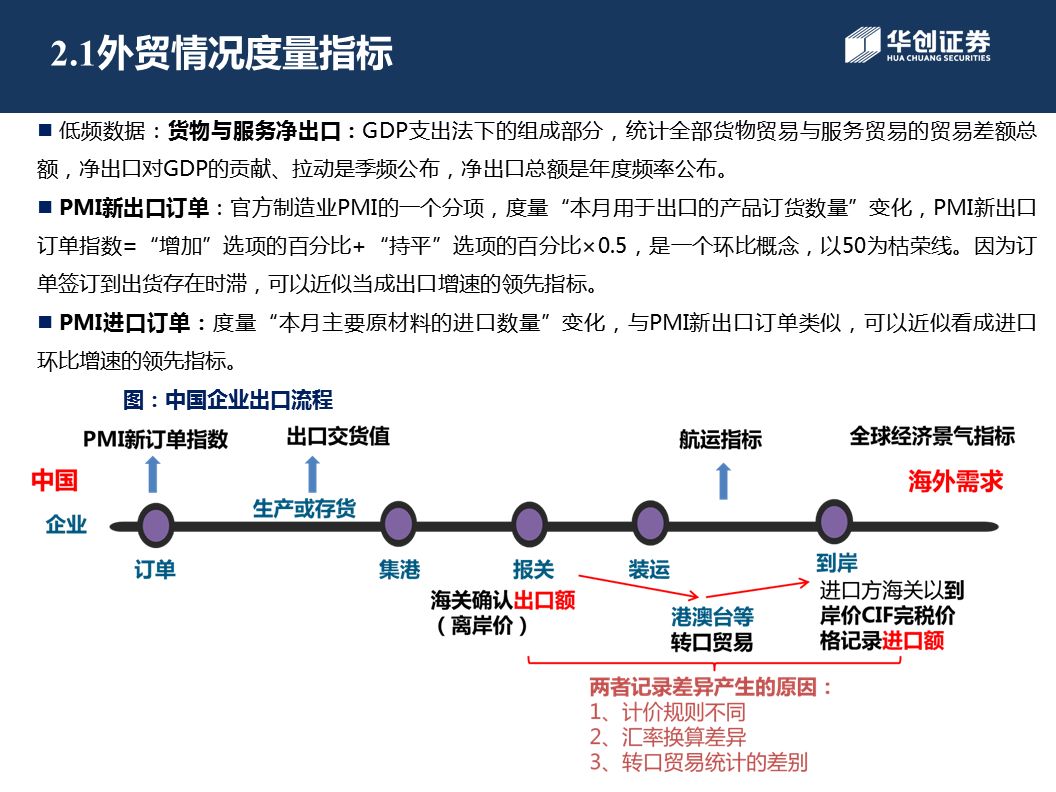 2.1外贸情况度量指标
华创证券
HUA CHUANG SECURITIES
■ 低频数据：货物与服务净出口：GDP支出法下的组成部分，统计全部货物贸易与服务贸易的贸易差额总
额，净出口对GDP的贡献、拉动是季频公布，净出口总额是年度频率公布。
■ PMI新出口订单：官方制造业PMI的一个分项，度量“本月用于出口的产品订货数量”变化，PMI新出口
订单指数=“增加”选项的百分比+“持平”选项的百分比×0.5，是一个环比概念，以50为枯荣线。因为订
单签订到出货存在时滞，可以近似当成出口增速的领先指标。
■ PMI进口订单：度量“本月主要原材料的进口数量”变化，与PMI新出口订单类似，可以近似看成进口
环比增速的领先指标。
图：中国企业出口流程
PMI新订单指数
出口交货值
航运指标
全球经济景气指标
中国
海外需求
企业
生产或存货
订单
集港
报关
装运
到岸
海关确认出口额
（离岸价）
港澳台等
转口贸易
进口方海关以到
岸价CIF完税价
格记录进口额
两者记录差异产生的原因：
1、计价规则不同
2、汇率换算差异
3、转口贸易统计的差别